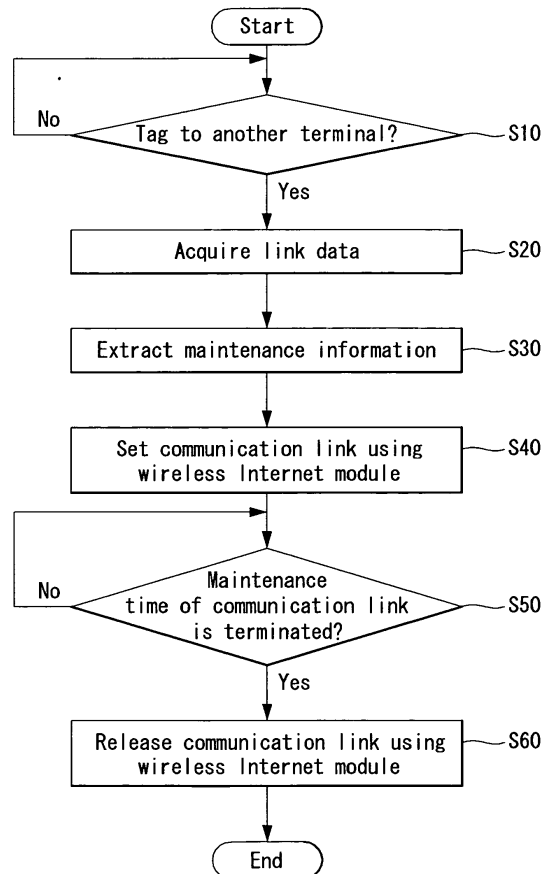 Start
No
Tag to another terminal?
S10
Yes
Acquire link data
S20
Extract maintenance information
S30
Set communication link using
wireless Internet module
S40
No
Maintenance
time of communication link
is terminated?
S50
Yes
Release communication link using
wireless Internet module
S60
End